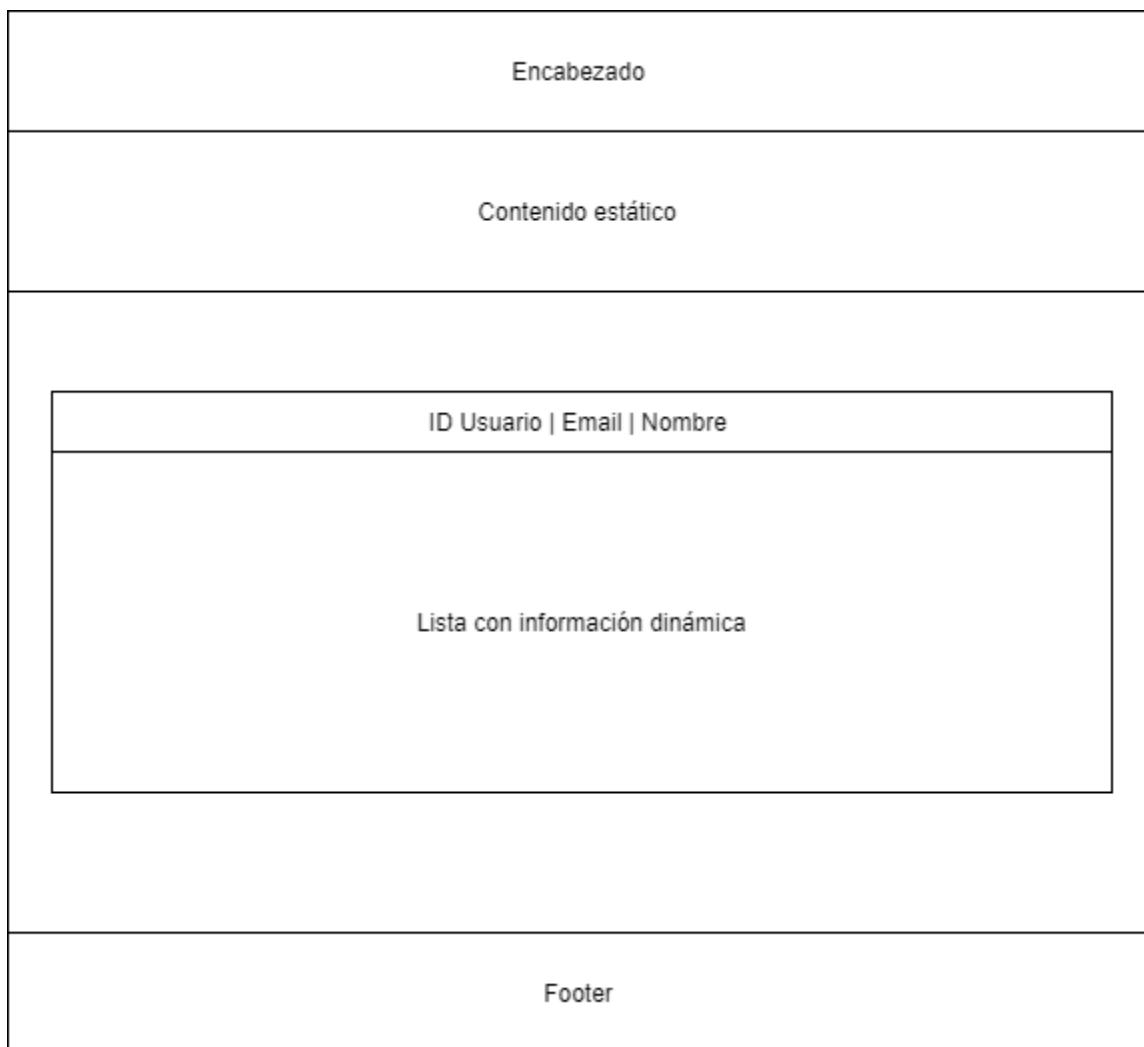 Encabezado
Contenido estático
ID Usuario | Email | Nombre
Lista con información dinámica
Footer